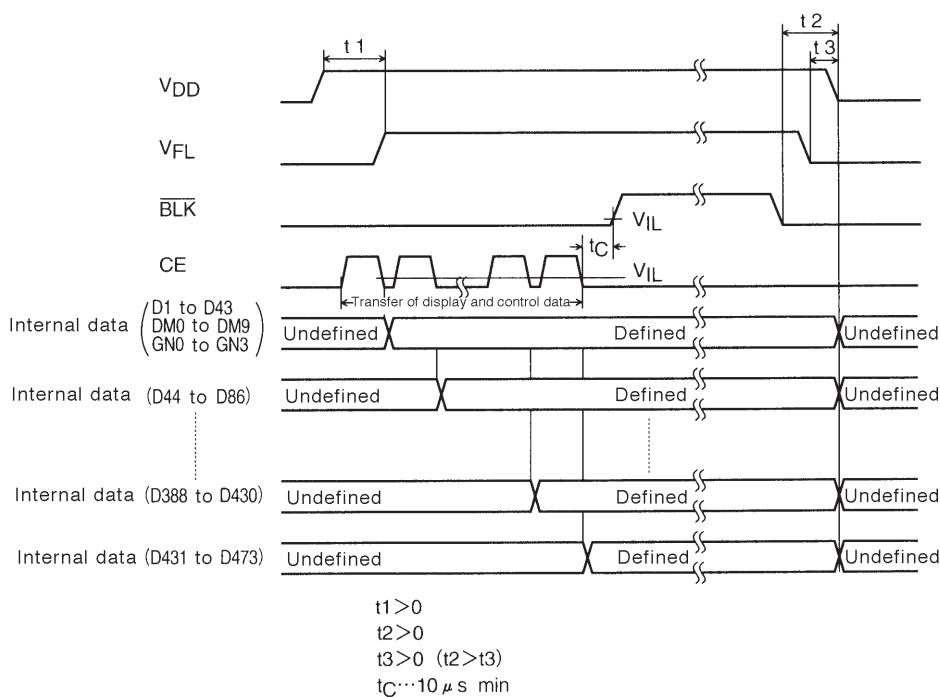 t2
t1
t3
VDD
VFL
BLK
VIL
tC
CE
VIL
Transfer of display and control data
Internal data (D1 to D43
DM0 to DM9
GN0 to GN3)
Undefined Defined Undefined
Internal data (D44 to D86) Undefined Defined Undefined
Internal data (D388 to D430) Undefined Defined Undefined
Internal data (D431 to D473) Undefined Defined Undefined
t1>0
t2>0
t3>0 (t2>t3)
tC…10 μs min